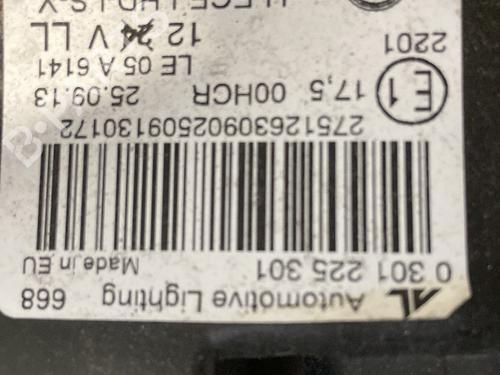 AL Automotive Lighting 668
0 301 225 301 Made in EU
27512630902509130172
E1 17,5 00HCR 25.09.13
LE 05 A 6141
2201 12 24 V LL